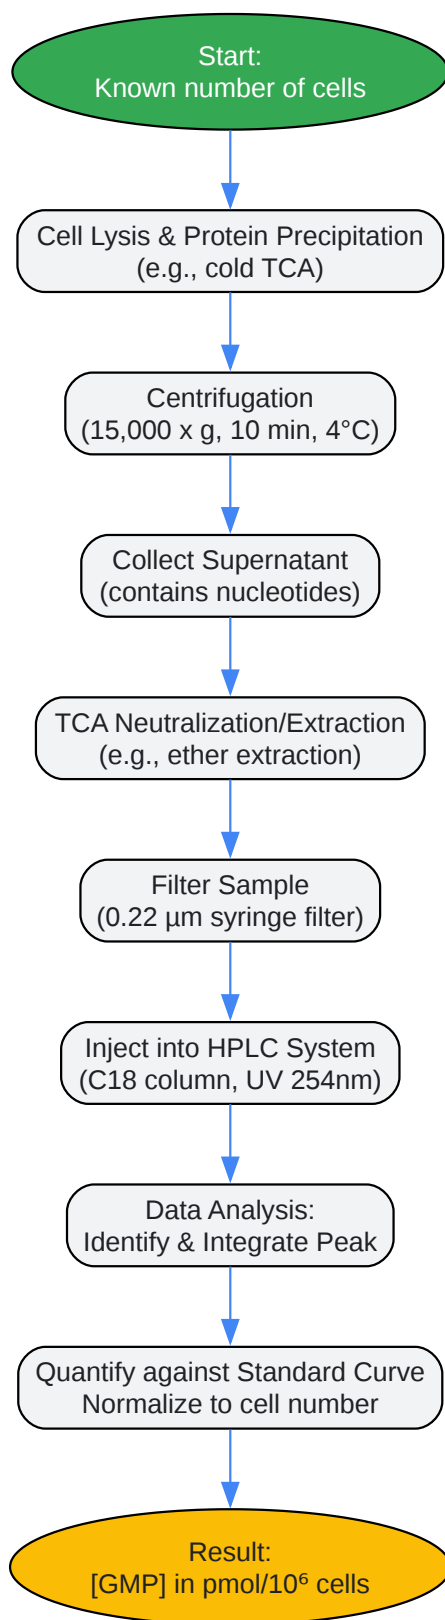 Start:
Known number of cells
Cell Lysis & Protein Precipitation
(e.g., cold TCA)
Centrifugation
(15,000 x g, 10 min, 4°C)
Collect Supernatant
(contains nucleotides)
TCA Neutralization/Extraction
(e.g., ether extraction)
Filter Sample
(0.22 µm syringe filter)
Inject into HPLC System
(C18 column, UV 254nm)
Data Analysis:
Identify & Integrate Peak
Quantify against Standard Curve
Normalize to cell number
Result:
[GMP] in pmol/10⁶ cells